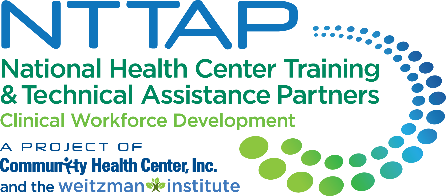 NTTAP
National Health Center Training
& Technical Assistance Partners
Clinical Workforce Development
A PROJECT OF
Community Health Center, Inc.
and the weitzman institute